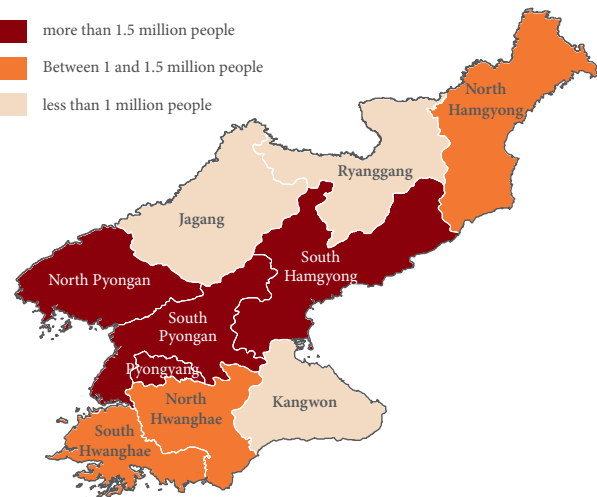 more than 1.5 million people
Between 1 and 1.5 million people
less than 1 million people
North
Hamgyong
Ryanggang
Jagang
South
Hamgyong
North Pyongan
South
Pyongan
Pyongyang
North
Hwanghae
Kangwon
South
Hwanghae